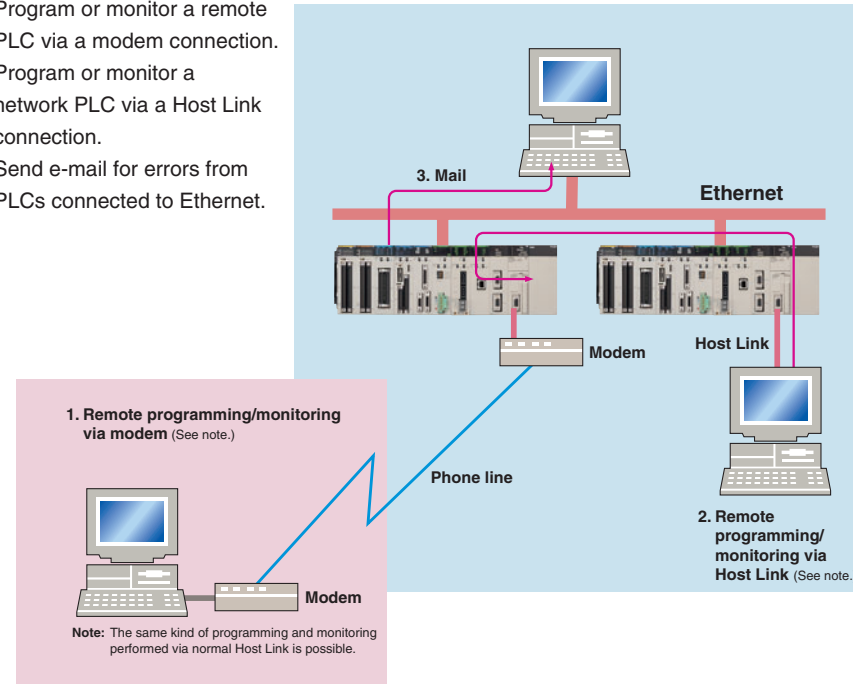 Program or monitor a remote
PLC via a modem connection.
Program or monitor a
network PLC via a Host Link
connection.
Send e-mail for errors from
PLCs connected to Ethernet.
3. Mail
Ethernet
Modem
Host Link
1. Remote programming/monitoring
via modem (See note.)
Phone line
2. Remote
programming/
monitoring via
Host Link (See note.
Modem
Note: The same kind of programming and monitoring
performed via normal Host Link is possible.